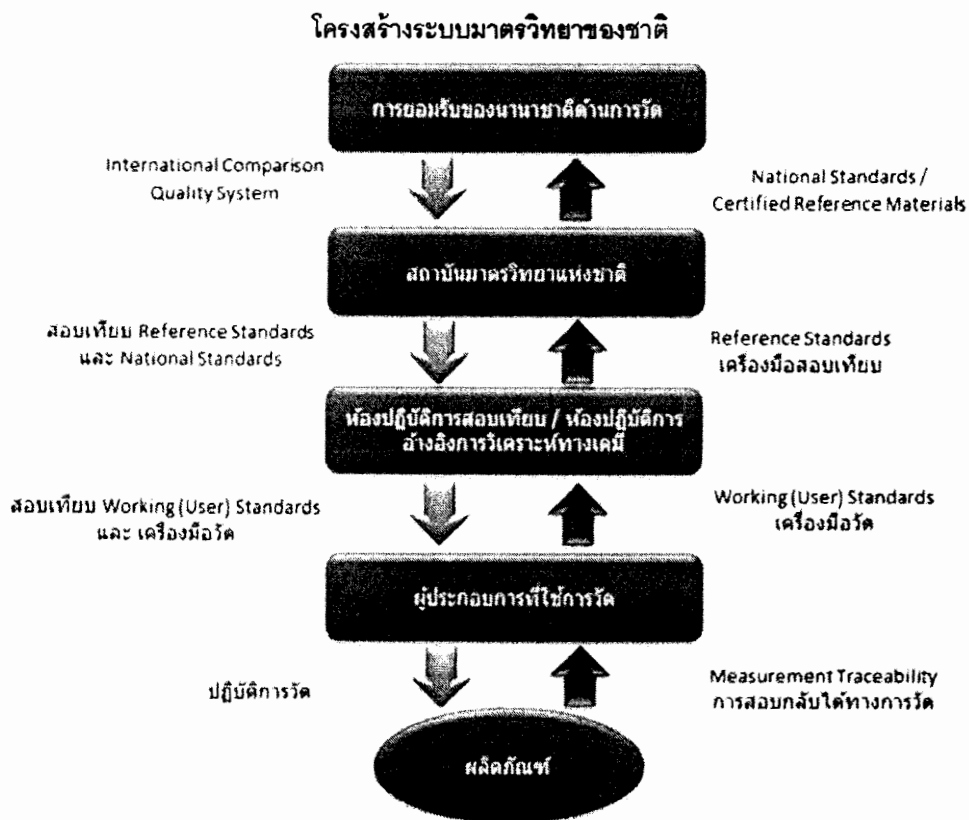 โครงสร้างระบบมาตรวิทยาของชาติ
การยอมรับของนานาชาติด้านการวัด
International Comparison
Quality System
National Standards /
Certified Reference Materials
สถาบันมาตรวิทยาแห่งชาติ
สอบเทียบ Reference Standards
และ National Standards
Reference Standards
เครื่องมือสอบเทียบ
ห้องปฏิบัติการสอบเทียบ / ห้องปฏิบัติการ
อ้างอิงการวิเคราะห์ทางเคมี
สอบเทียบ Working (User) Standards
และ เครื่องมือวัด
Working (User) Standards
เครื่องมือวัด
ผู้ประกอบการที่ใช้การวัด
ปฏิบัติการวัด
Measurement Traceability
การสอบกลับได้ทางการวัด
ผลิตภัณฑ์